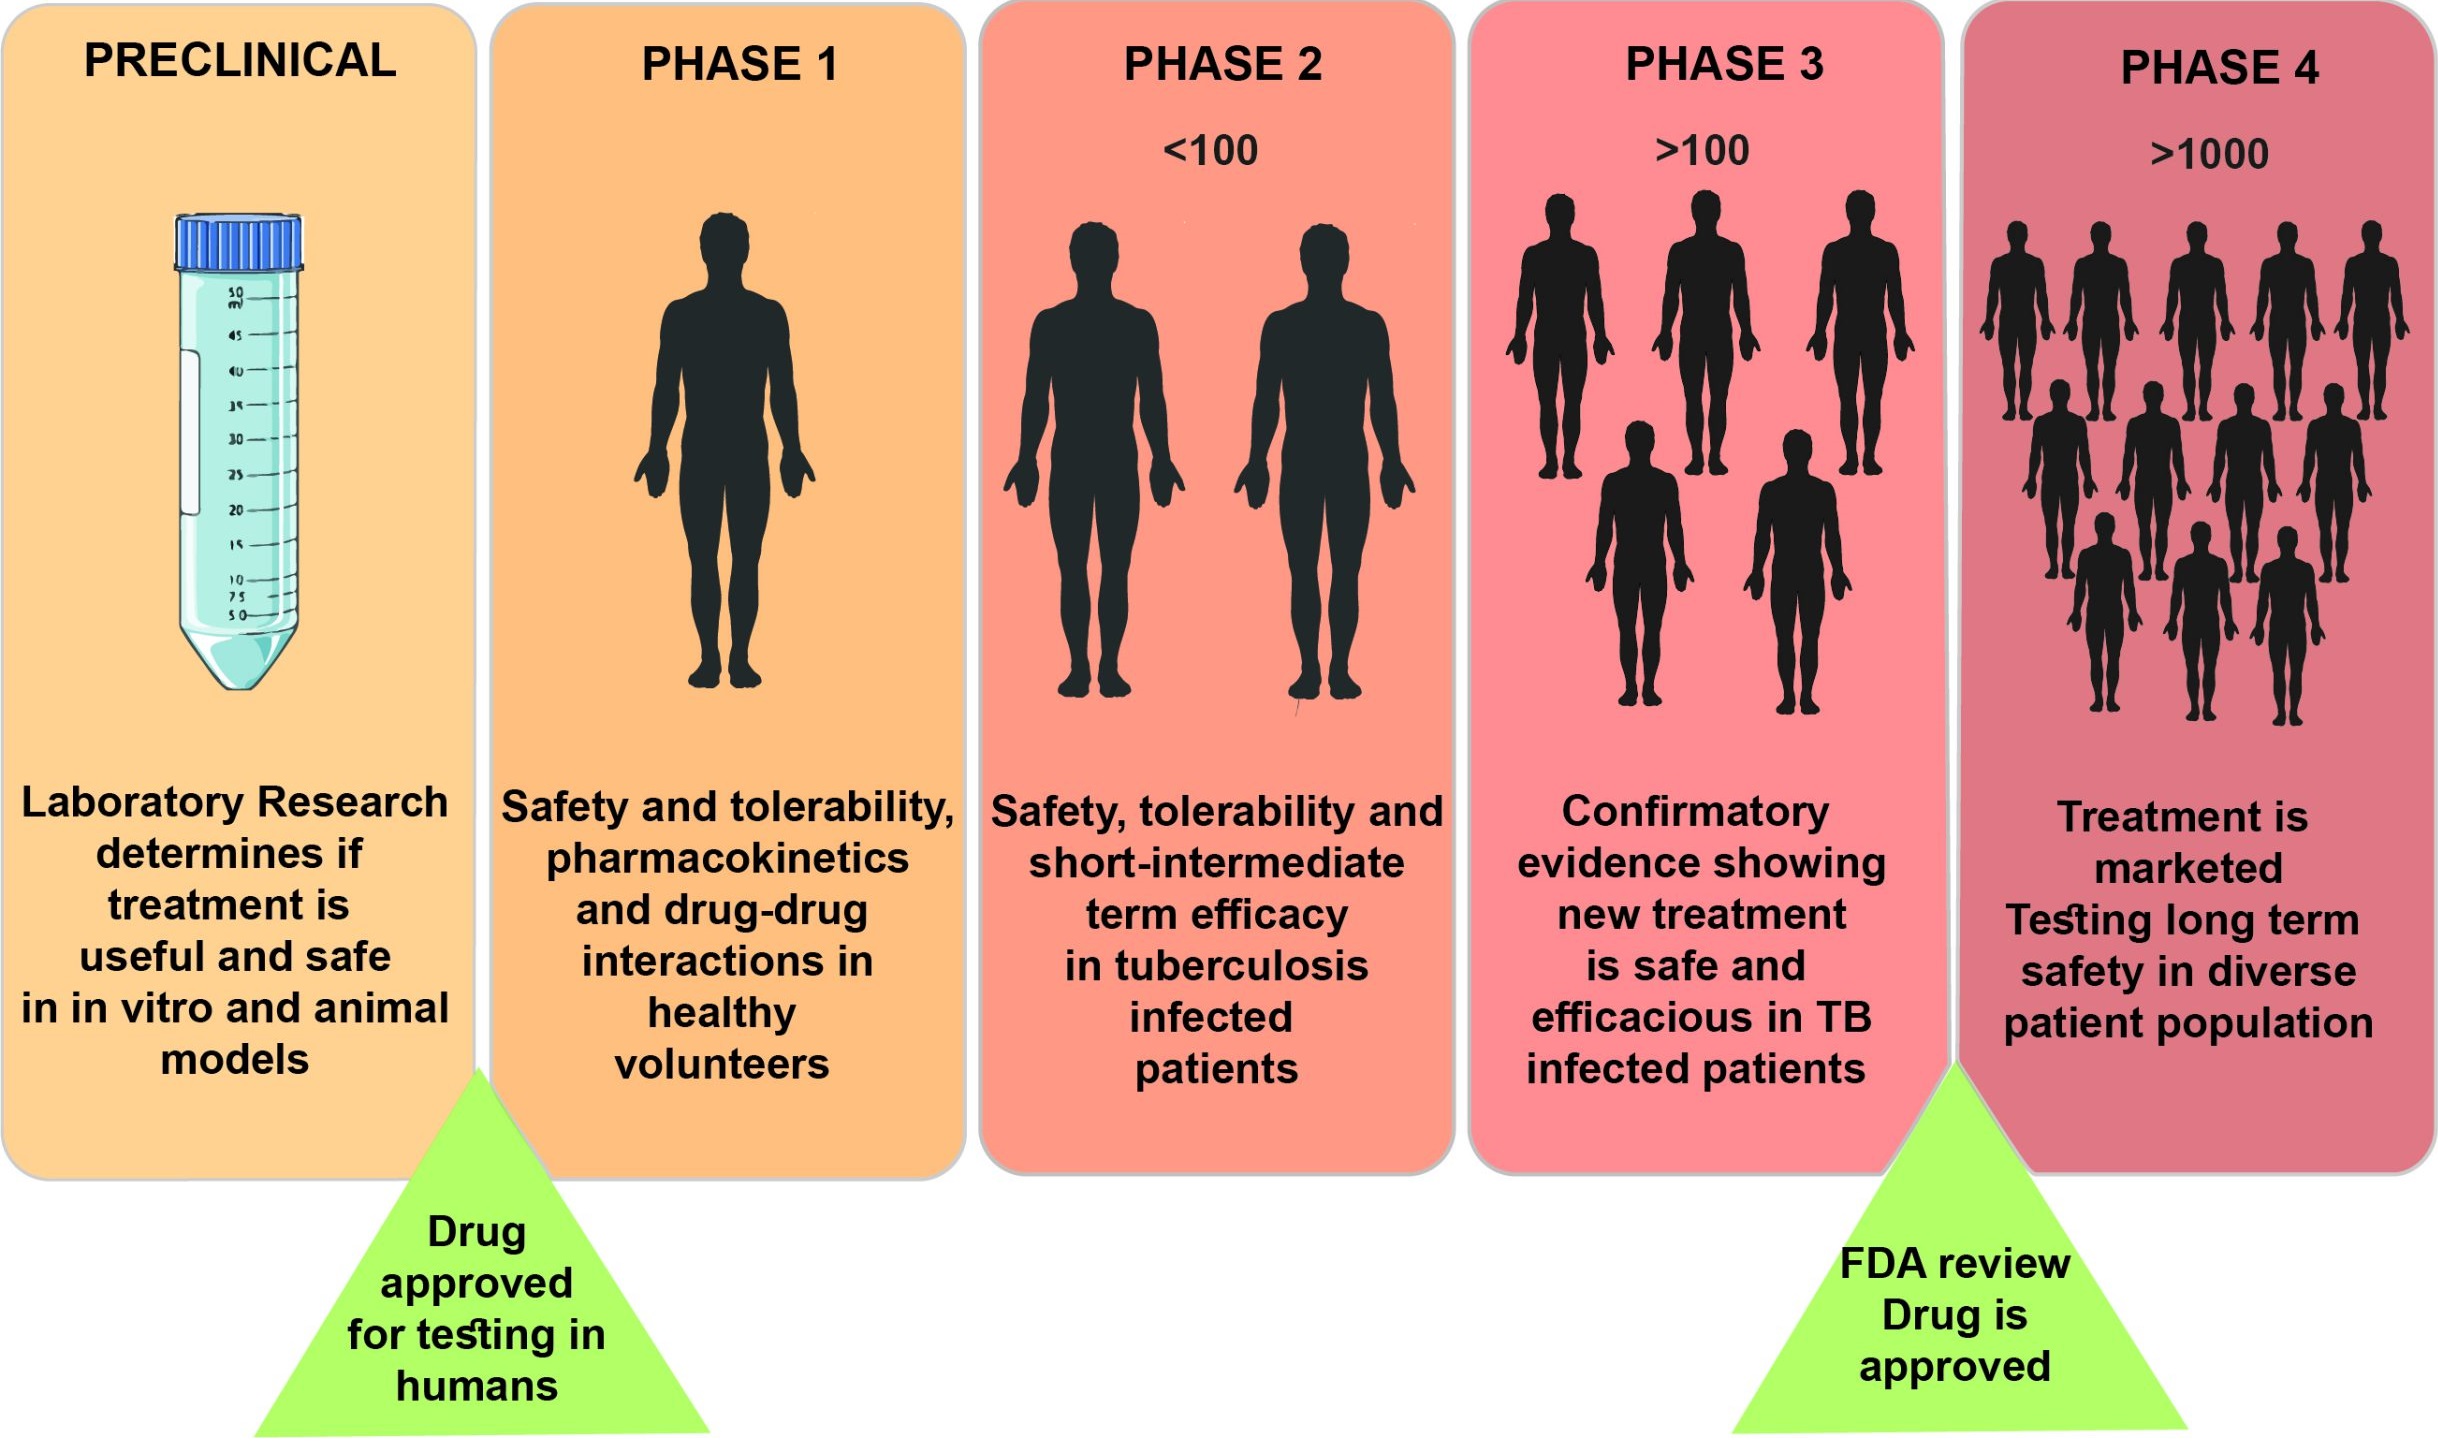 PRECLINICAL
50
ml
45
40
35
30
25
20
15
10
75
50
Laboratory Research
determines if
treatment is
useful and safe
in in vitro and animal
models
PHASE 1
Safety and tolerability,
pharmacokinetics
and drug-drug
interactions in
healthy
volunteers
PHASE 2
<100
Safety, tolerability and
short-intermediate
term efficacy
in tuberculosis
infected
patients
PHASE 3
>100
Confirmatory
evidence showing
new treatment
is safe and
efficacious in TB
infected patients
PHASE 4
>1000
Treatment is
marketed
Testing long term
safety in diverse
patient population
Drug
approved
for testing in
humans
FDA review
Drug is
approved